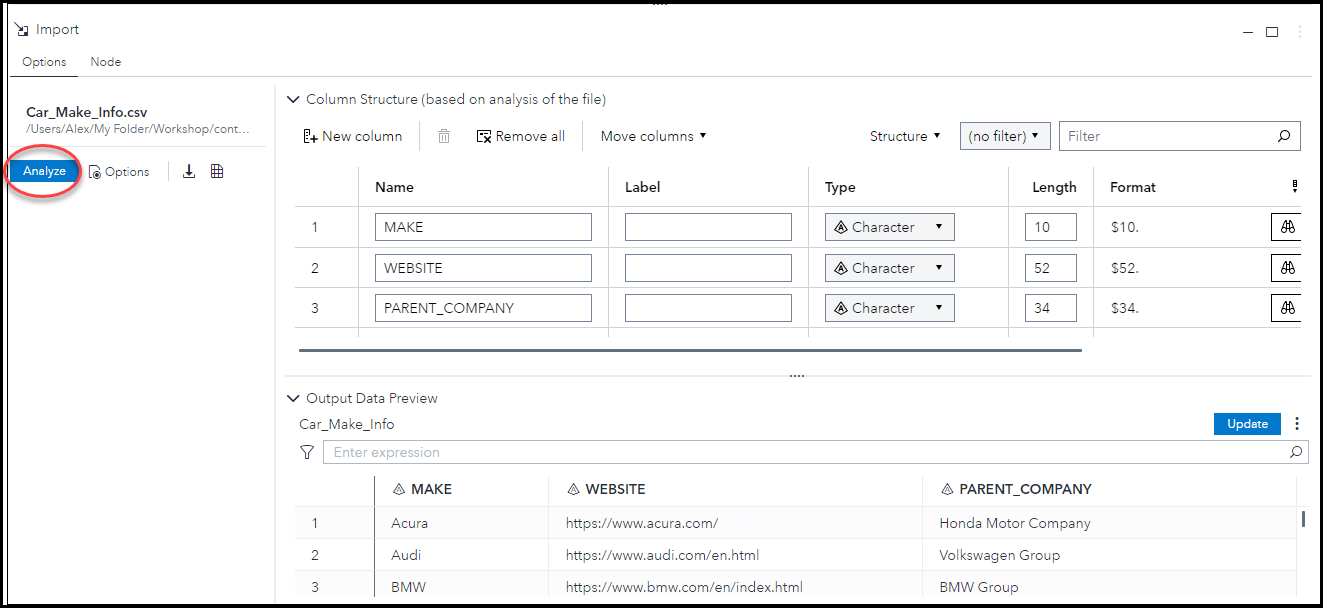 Import
Options Node
Car_Make_Info.csv
/Users/Alex/My Folder/Workshop/cont...
Analyze Options
Column Structure (based on analysis of the file)
New column Remove all Move columns Structure (no filter) Filter
Name Label Type Length Format
1 MAKE Character 10 $10.
2 WEBSITE Character 52 $52.
3 PARENT_COMPANY Character 34 $34.
Output Data Preview
Car_Make_Info Update
Enter expression
MAKE WEBSITE PARENT_COMPANY
1 Acura https://www.acura.com/ Honda Motor Company
2 Audi https://www.audi.com/en.html Volkswagen Group
3 BMW https://www.bmw.com/en/index.html BMW Group